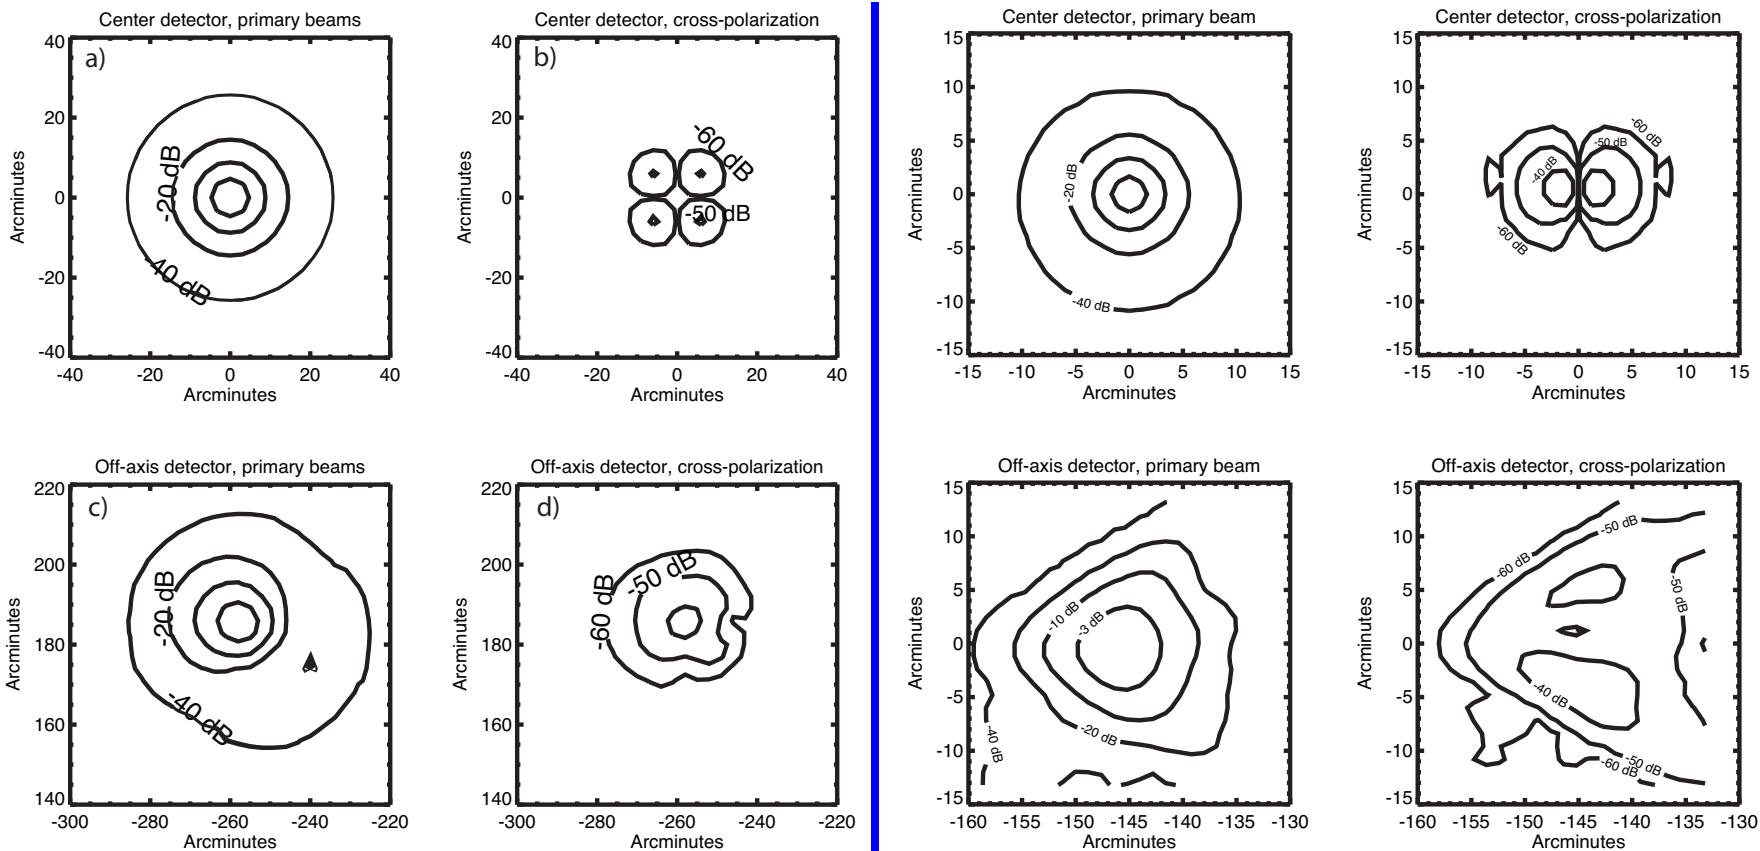 Center detector, primary beams
a)
40
20
0
-20
-40
-40 -20 0 20 40
Arcminutes
Arcminutes
-20 dB
-40 dB
Center detector, cross-polarization
b)
40
20
0
-20
-40
-40 -20 0 20 40
Arcminutes
Arcminutes
-60 dB
-50 dB
Center detector, primary beam
15
10
5
0
-5
-10
-15
-15 -10 -5 0 5 10 15
Arcminutes
Arcminutes
-20 dB
-40 dB
Center detector, cross-polarization
15
10
5
0
-5
-10
-15
-15 -10 -5 0 5 10 15
Arcminutes
Arcminutes
-60 dB
-50 dB
-40 dB
-60 dB
Off-axis detector, primary beams
c)
220
200
180
160
140
-300 -280 -260 -240 -220
Arcminutes
Arcminutes
-20 dB
-40 dB
Off-axis detector, cross-polarization
d)
220
200
180
160
140
-300 -280 -260 -240 -220
Arcminutes
Arcminutes
-50 dB
-60 dB
Off-axis detector, primary beam
15
10
5
0
-5
-10
-15
-160 -155 -150 -145 -140 -135 -130
Arcminutes
Arcminutes
-10 dB
-3 dB
-20 dB
-40 dB
Off-axis detector, cross-polarization
15
10
5
0
-5
-10
-15
-160 -155 -150 -145 -140 -135 -130
Arcminutes
Arcminutes
-50 dB
-60 dB
-50 dB
-40 dB
-50 dB
-60 dB